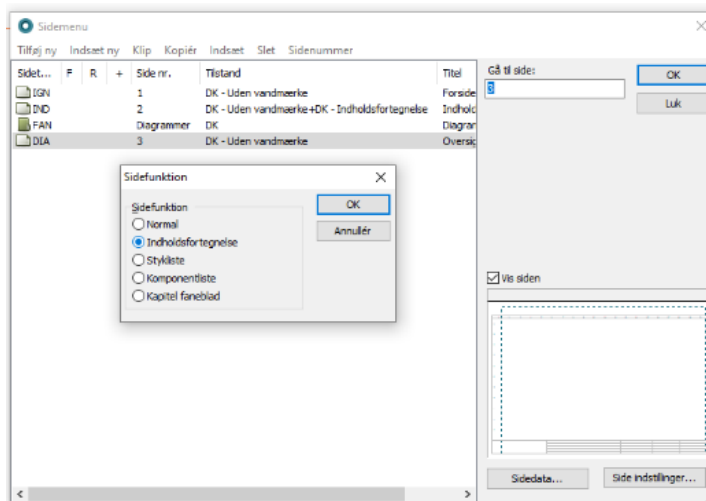 Sidemenu
Tilføj ny Indsæt ny Klip Kopiér Indsæt Slet Sidenummer
Sidet... F R + Side nr. Tilstand Titel
IGN 1 DK - Uden vandmærke Forside
IND 2 DK - Uden vandmærke+DK - Indholdsfortegnelse Indhold
FAN Diagrammer DK Diagran
DIA 3 DK - Uden vandmærke Oversig
Gå til side:
3
OK
Luk
Sidefunktion
Sidefunktion
Normal
Indholdsfortegnelse
Stykliste
Komponentliste
Kapitel faneblad
OK
Annullér
Vis siden
Sidedata...
Side indstillinger...